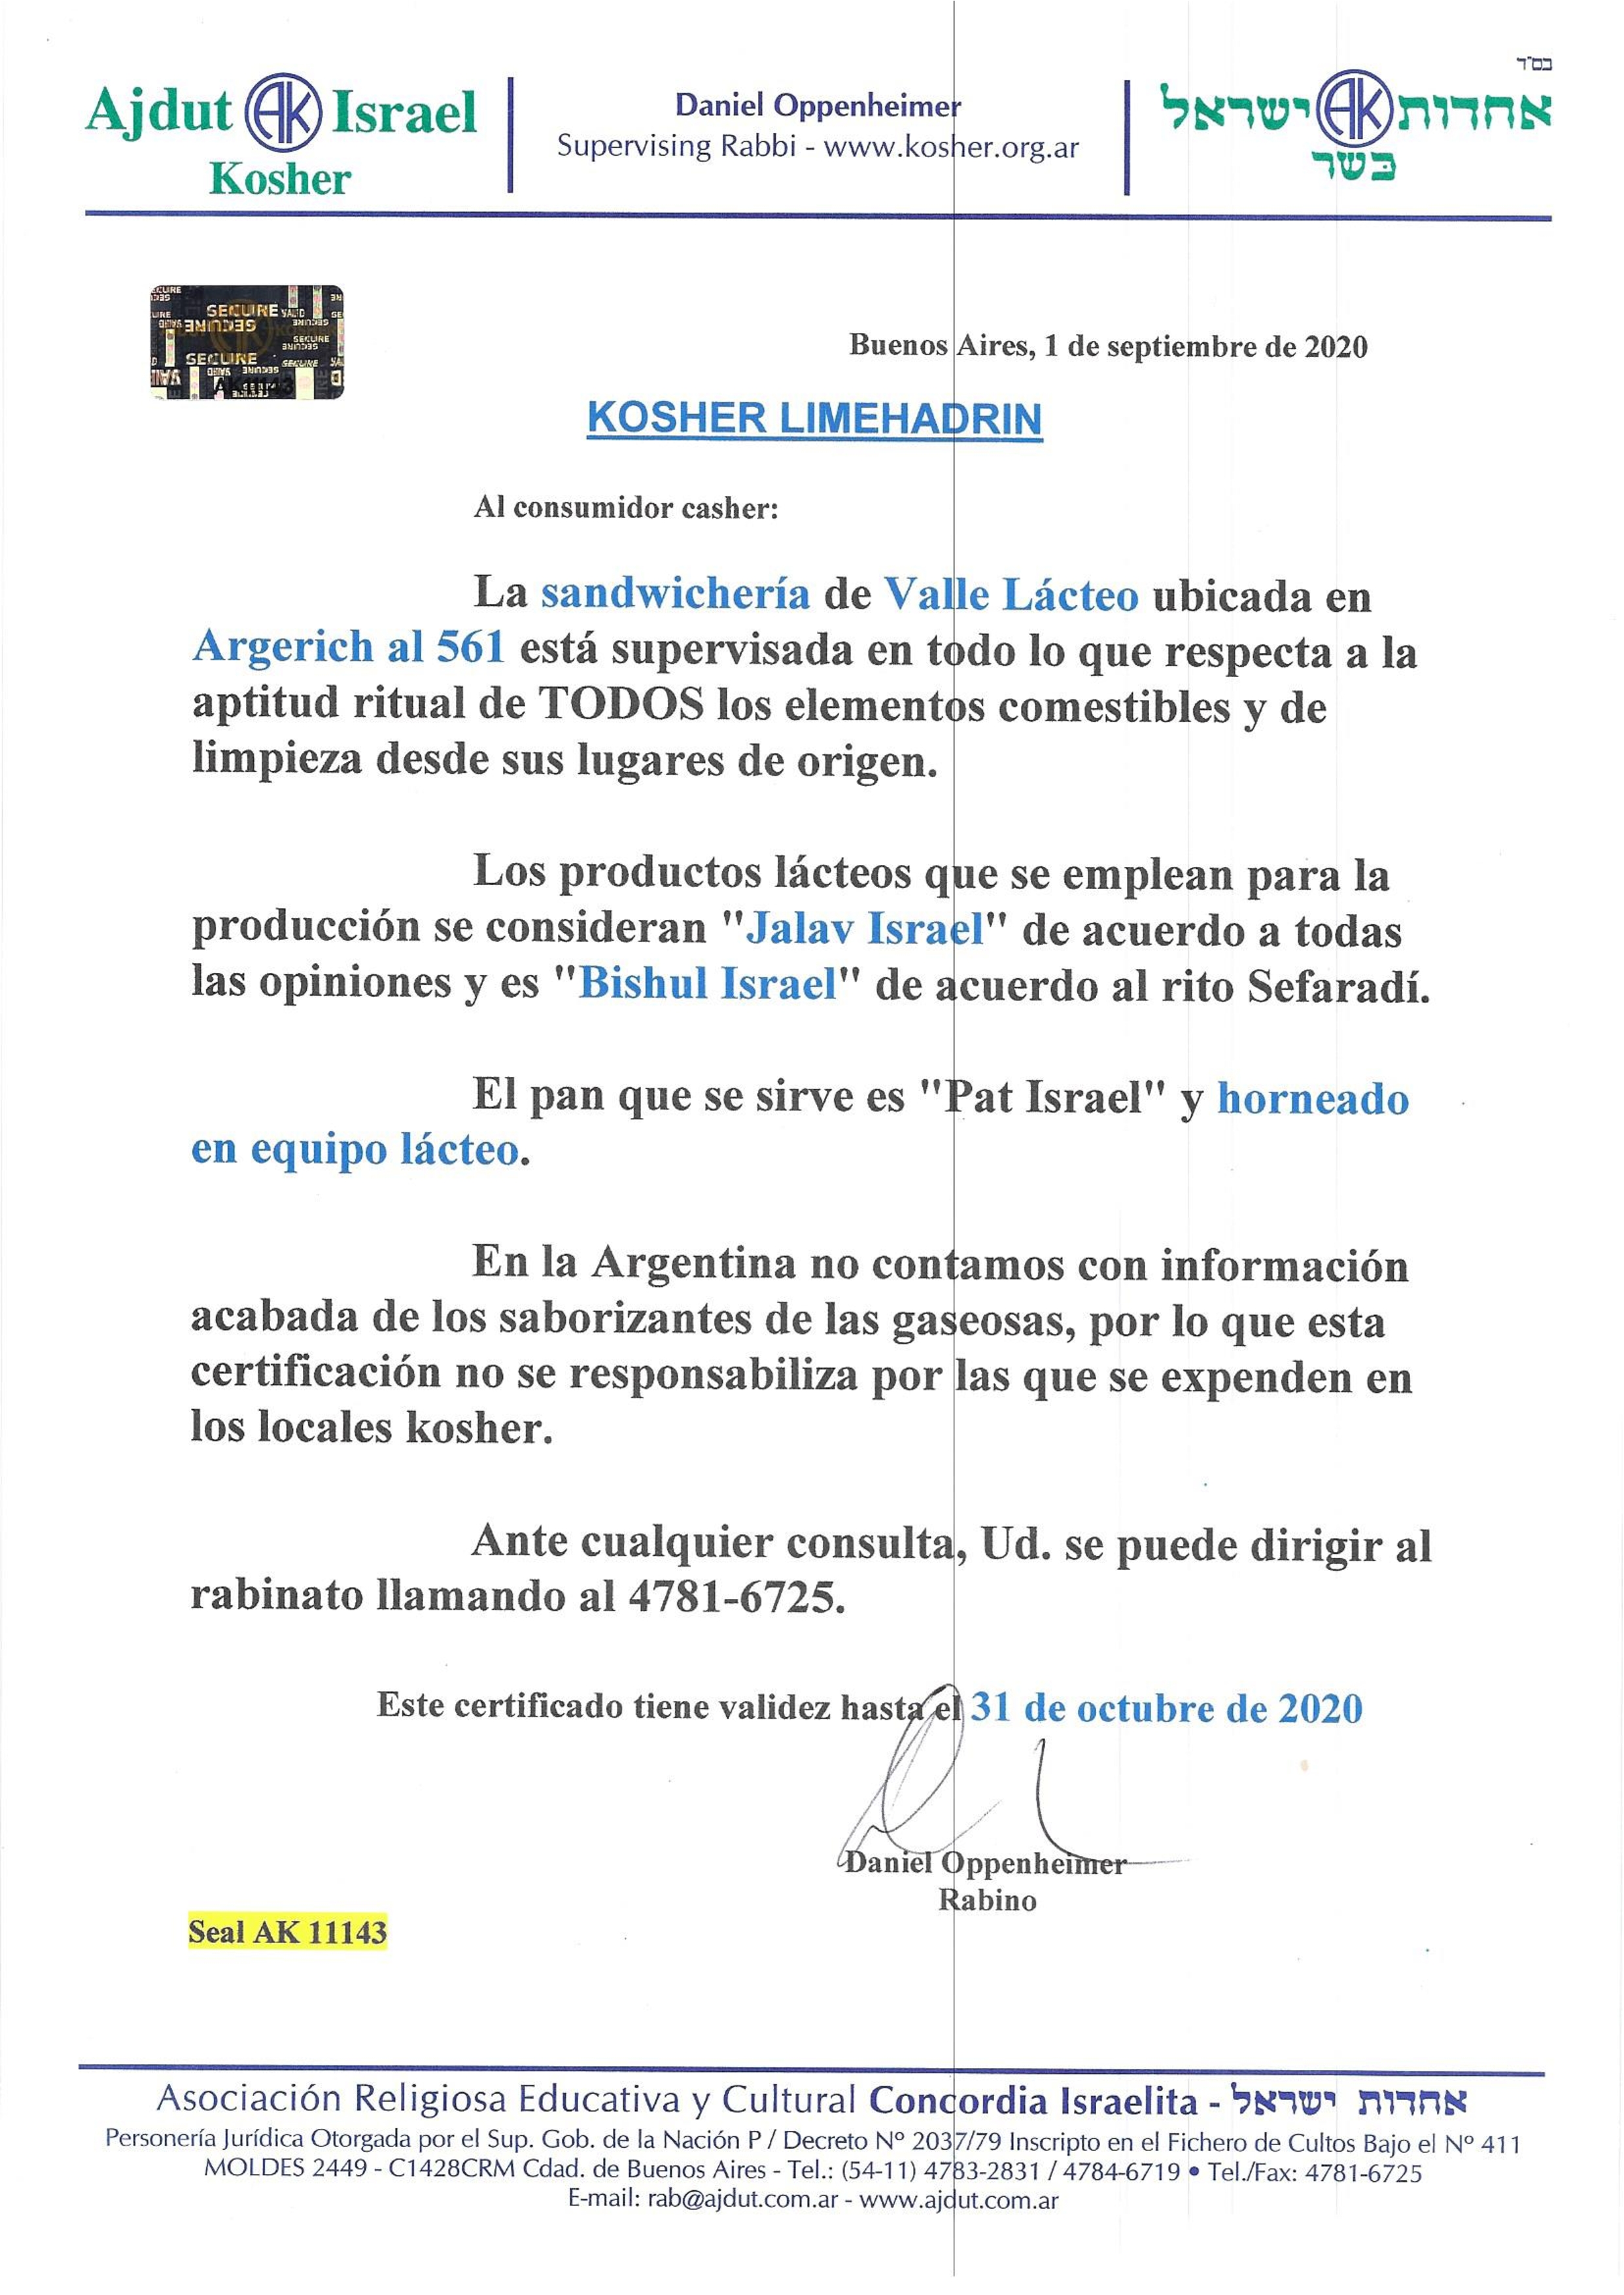 בס"ד
Ajdut AK Israel
Kosher
Daniel Oppenheimer
Supervising Rabbi - www.kosher.org.ar
אחדות AK ישראל
כשר
SECURE
SECURE
SECURE
AK11143
Buenos Aires, 1 de septiembre de 2020
KOSHER LIMEHADRIN
Al consumidor casher:
La sandwichería de Valle Lácteo ubicada en
Argerich al 561 está supervisada en todo lo que respecta a la
aptitud ritual de TODOS los elementos comestibles y de
limpieza desde sus lugares de origen.
Los productos lácteos que se emplean para la
producción se consideran "Jalav Israel" de acuerdo a todas
las opiniones y es "Bishul Israel" de acuerdo al rito Sefaradí.
El pan que se sirve es "Pat Israel" y horneado
en equipo lácteo.
En la Argentina no contamos con información
acabada de los saborizantes de las gaseosas, por lo que esta
certificación no se responsabiliza por las que se expenden en
los locales kosher.
Ante cualquier consulta, Ud. se puede dirigir al
rabinato llamando al 4781-6725.
Este certificado tiene validez hasta el 31 de octubre de 2020
Daniel Oppenheimer
Rabino
Seal AK 11143
Asociación Religiosa Educativa y Cultural Concordia Israelita - אחדות ישראל
Personería Jurídica Otorgada por el Sup. Gob. de la Nación P / Decreto Nº 2037/79 Inscripto en el Fichero de Cultos Bajo el Nº 411
MOLDES 2449 - C1428CRM Cdad. de Buenos Aires - Tel.: (54-11) 4783-2831 / 4784-6719 • Tel./Fax: 4781-6725
E-mail: rab@ajdut.com.ar - www.ajdut.com.ar